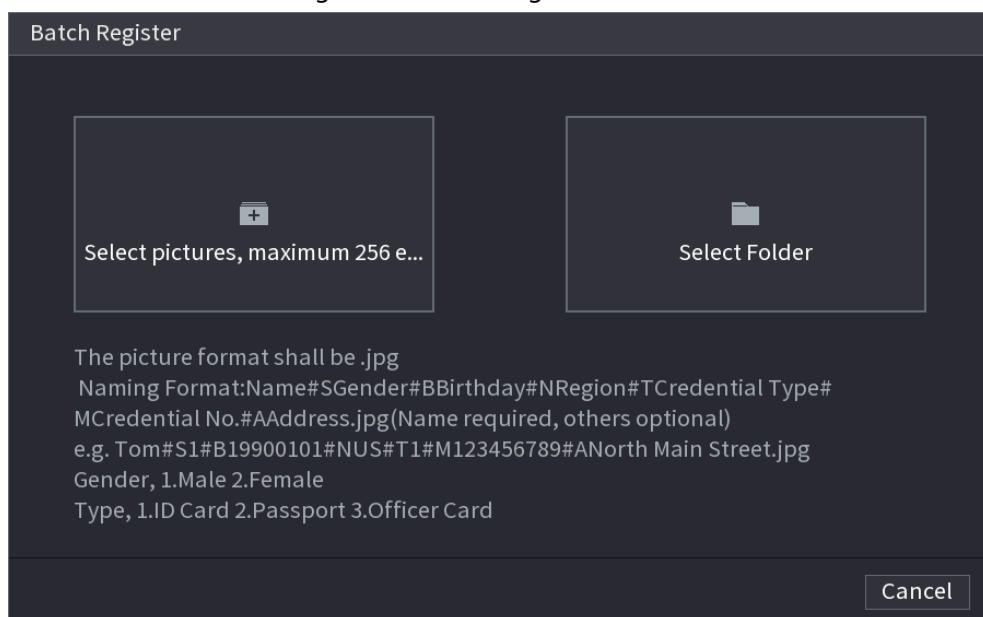 Batch Register
Select pictures, maximum 256 e...
Select Folder
The picture format shall be .jpg
Naming Format:Name#SGender#BBirthday#NRegion#TCredential Type#
MCredential No.#AAddress.jpg(Name required, others optional)
e.g. Tom#S1#B19900101#NUS#T1#M123456789#ANorth Main Street.jpg
Gender, 1.Male 2.Female
Type, 1.ID Card 2.Passport 3.Officer Card
Cancel